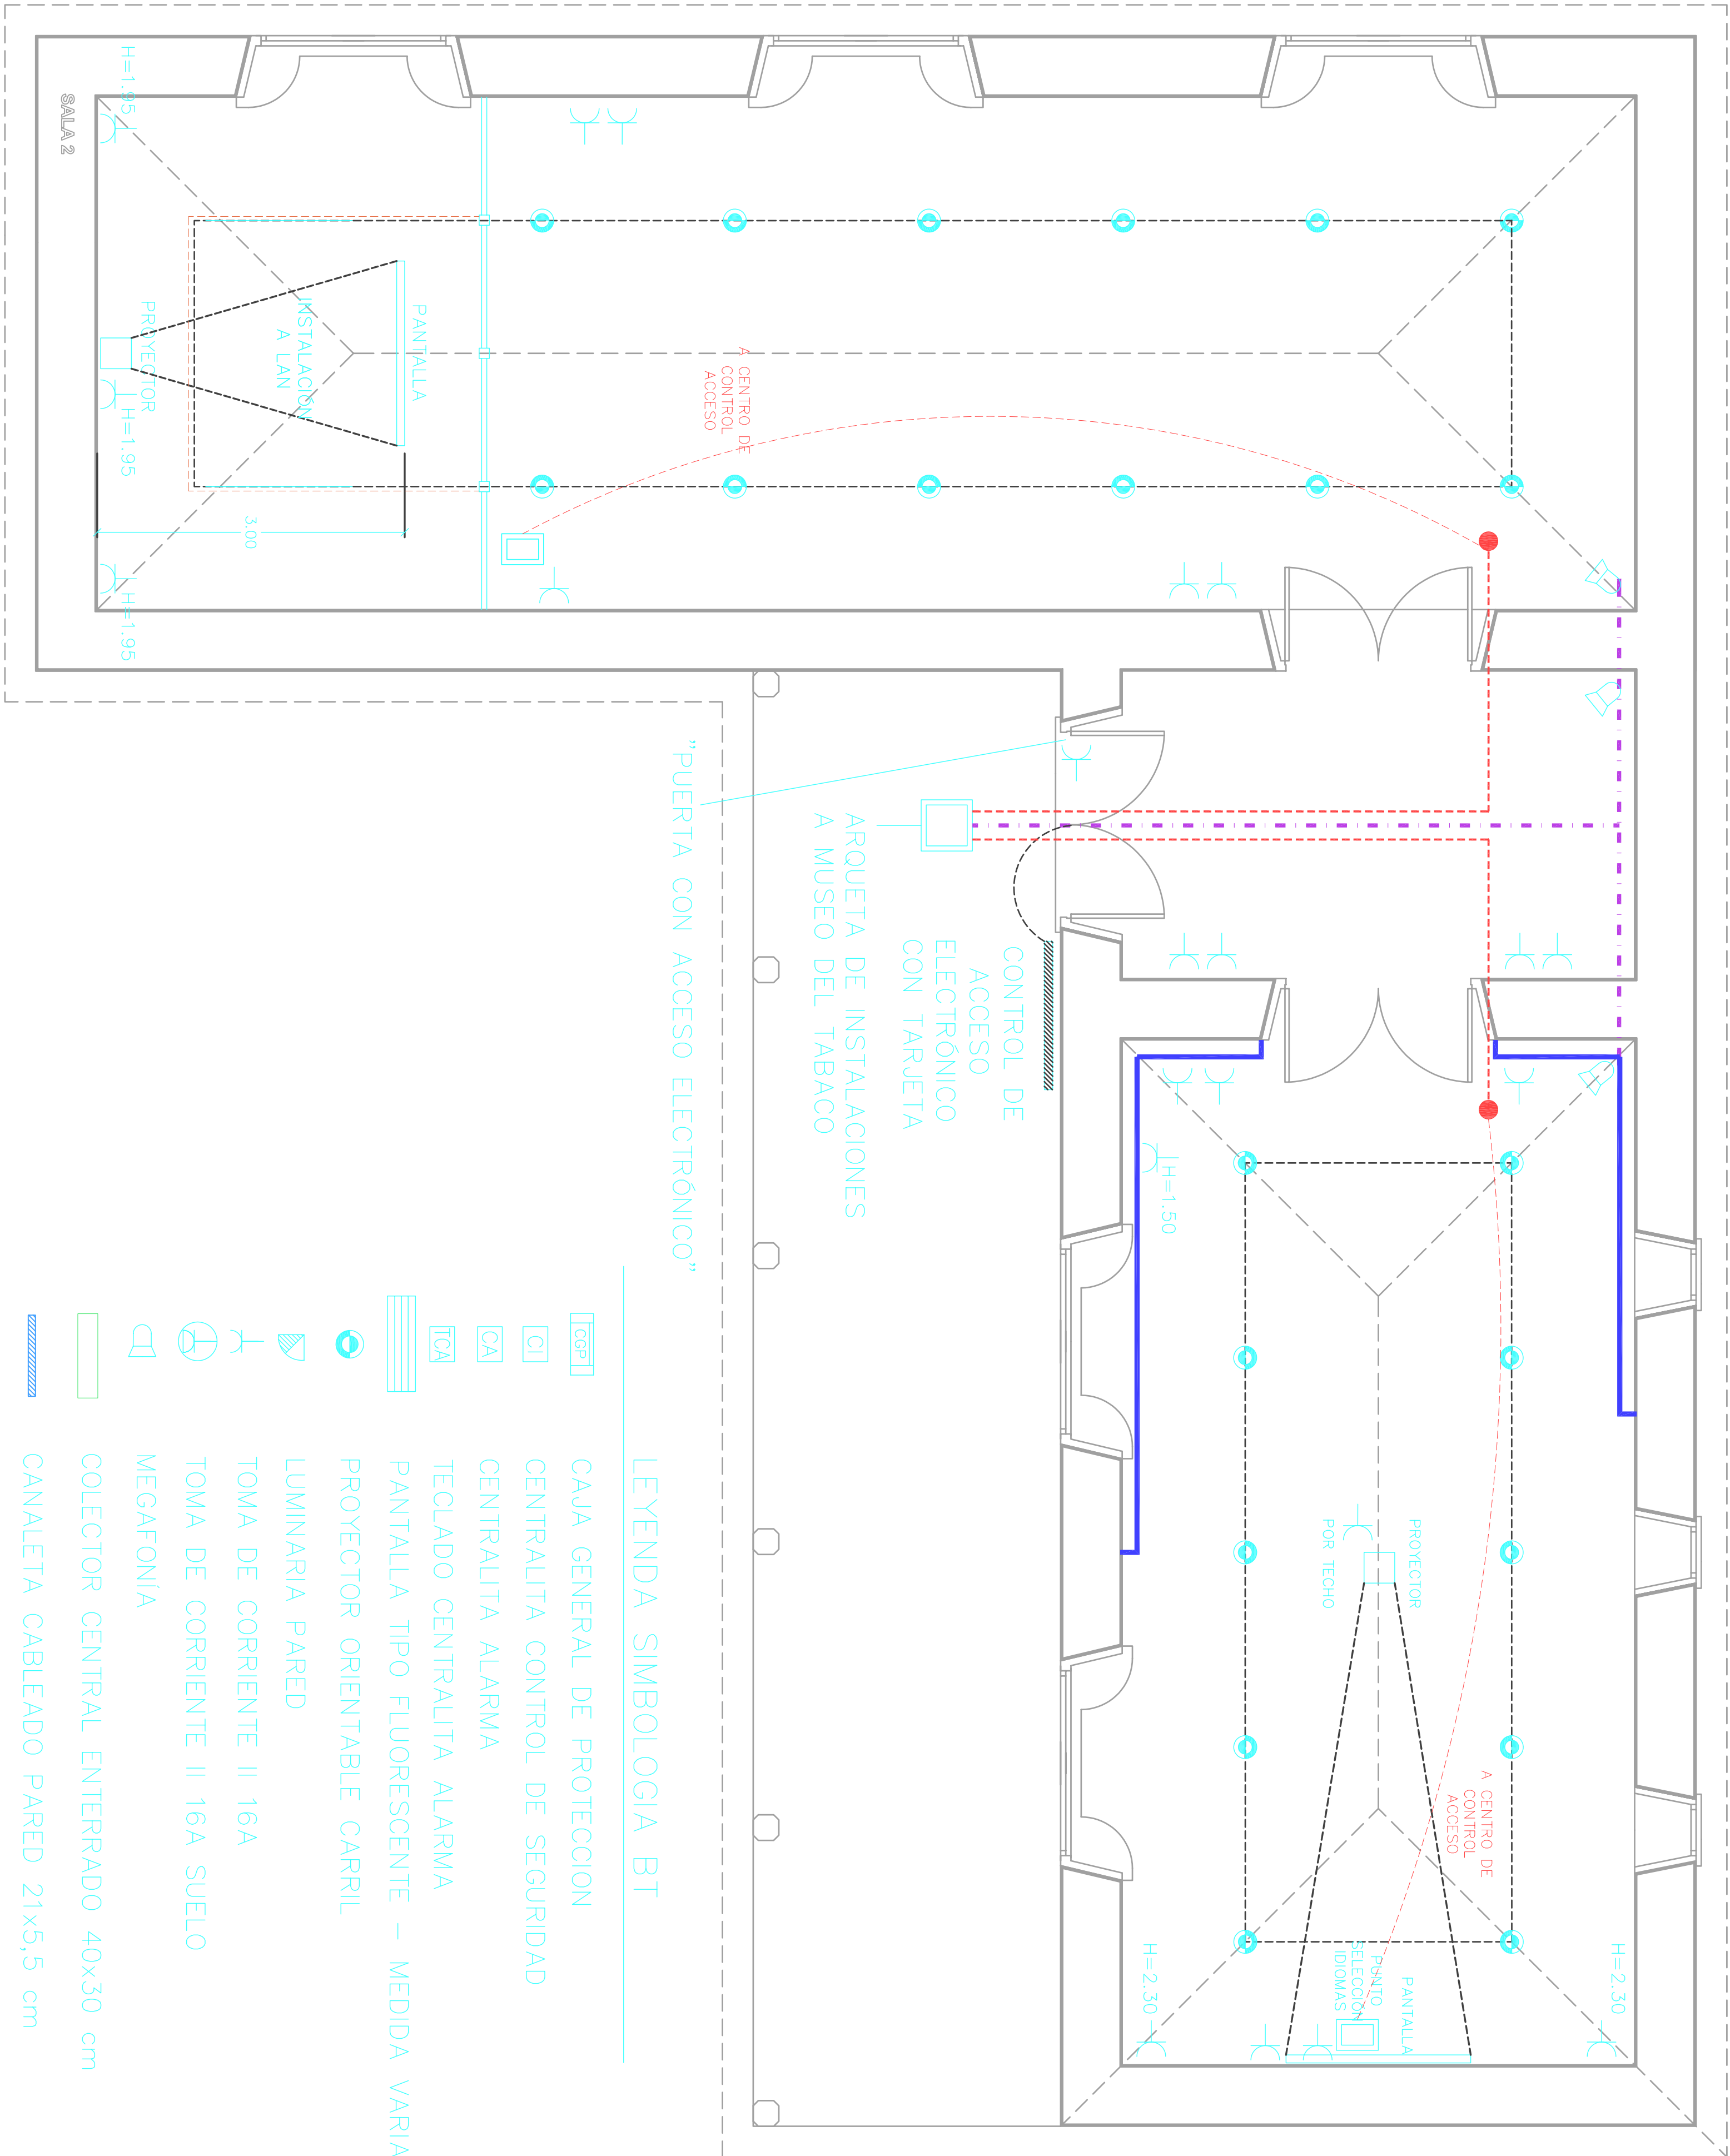 SALA 2
H=1.95
PROYECTOR
H=1.95
H=1.95
INSTALACIÓN
A LAN
PANTALLA
3.00
A CENTRO DE
CONTROL
ACCESO
"PUERTA CON ACCESO ELECTRÓNICO"
ARQUETA DE INSTALACIONES
A MUSEO DEL TABACO
CONTROL DE
ACCESO
ELECTRÓNICO
CON TARJETA
H=1.50
PROYECTOR
POR TECHO
A CENTRO DE
CONTROL
ACCESO
H=2.30
PANTALLA
PUNTO
SELECCIÓN
IDIOMAS
H=2.30
LEYENDA SIMBOLOGIA BT
CGP CAJA GENERAL DE PROTECCION
CI CENTRALITA CONTROL DE SEGURIDAD
CA CENTRALITA ALARMA
TCA TECLADO CENTRALITA ALARMA
PANTALLA TIPO FLUORESCENTE - MEDIDA VARIA
PROYECTOR ORIENTABLE CARRIL
LUMINARIA PARED
TOMA DE CORRIENTE II 16A
TOMA DE CORRIENTE II 16A SUELO
MEGAFONÍA
COLECTOR CENTRAL ENTERRADO 40x30 cm
CANALETA CABLEADO PARED 21x5,5 cm